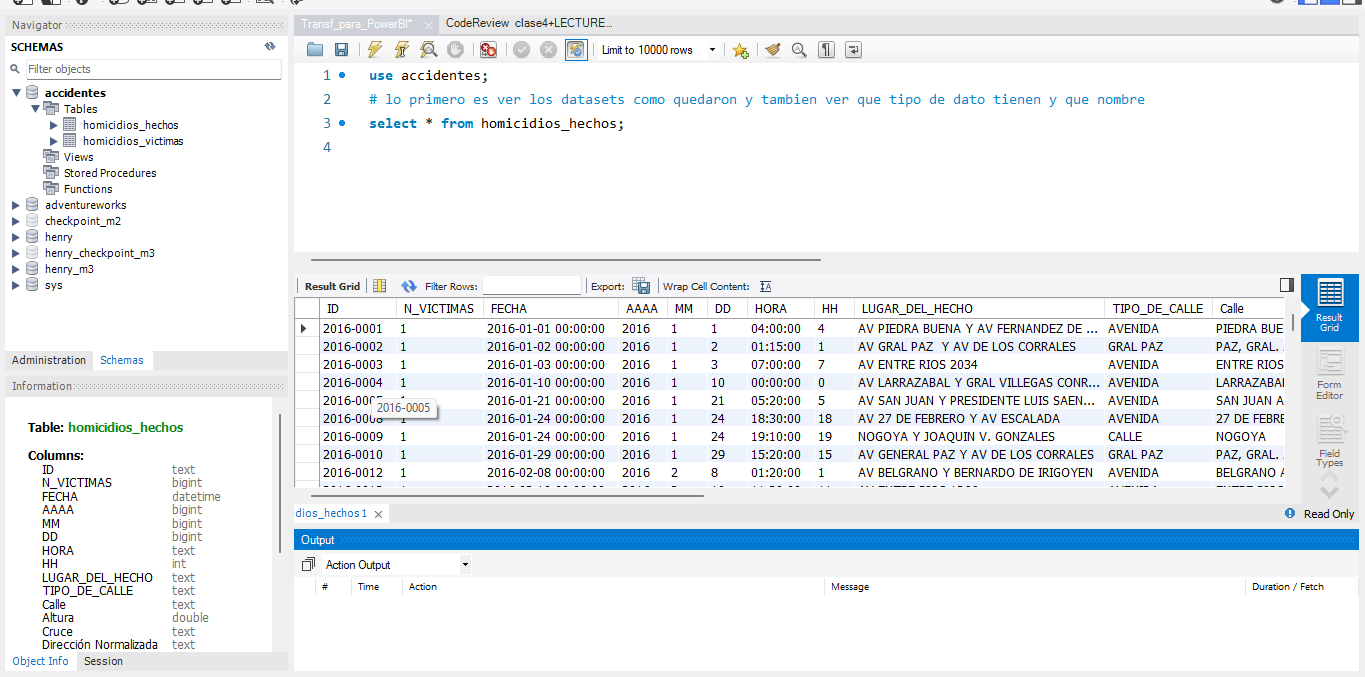 Navigator
SCHEMAS
Filter objects
accidentes
Tables
homicidios_hechos
homicidios_victimas
Views
Stored Procedures
Functions
adventureworks
checkpoint_m2
henry
henry_checkpoint_m3
henry_m3
sys
Administration Schemas
Information
Table: homicidios_hechos
Columns:
ID text
N_VICTIMAS bigint
FECHA datetime
AAAA bigint
MM bigint
DD bigint
HORA text
HH int
LUGAR_DEL_HECHO text
TIPO_DE_CALLE text
Calle text
Altura double
Cruce text
Dirección Normalizada text
Object Info Session
Transf_para_PowerBI* CodeReview clase4+LECTURE...
Limit to 10000 rows
1 use accidentes;
2 # lo primero es ver los datasets como quedaron y tambien ver que tipo de dato tienen y que nombre
3 select * from homicidios_hechos;
4
Result Grid Filter Rows: Export: Wrap Cell Content:
ID N_VICTIMAS FECHA AAAA MM DD HORA HH LUGAR_DEL_HECHO TIPO_DE_CALLE Calle
2016-0001 1 2016-01-01 00:00:00 2016 1 1 04:00:00 4 AV PIEDRA BUENA Y AV FERNANDEZ DE ... AVENIDA PIEDRA BUE
2016-0002 1 2016-01-02 00:00:00 2016 1 2 01:15:00 1 AV GRAL PAZ Y AV DE LOS CORRALES GRAL PAZ PAZ, GRAL.
2016-0003 1 2016-01-03 00:00:00 2016 1 3 07:00:00 7 AV ENTRE RIOS 2034 AVENIDA ENTRE RIOS
2016-0004 1 2016-01-10 00:00:00 2016 1 10 00:00:00 0 AV LARRAZABAL Y GRAL VILLEGAS CONR... AVENIDA LARRAZABA
2016-0005 2016-01-21 00:00:00 2016 1 21 05:20:00 5 AV SAN JUAN Y PRESIDENTE LUIS SAEN... AVENIDA SAN JUAN A
2016-0005
2016-0008 1 2016-01-24 00:00:00 2016 1 24 18:30:00 18 AV 27 DE FEBRERO Y AV ESCALADA AVENIDA 27 DE FEBRE
2016-0009 1 2016-01-24 00:00:00 2016 1 24 19:10:00 19 NOGOYA Y JOAQUIN V. GONZALES CALLE NOGOYA
2016-0010 1 2016-01-29 00:00:00 2016 1 29 15:20:00 15 AV GENERAL PAZ Y AV DE LOS CORRALES GRAL PAZ PAZ, GRAL.
2016-0012 1 2016-02-08 00:00:00 2016 2 8 01:20:00 1 AV BELGRANO Y BERNARDO DE IRIGOYEN AVENIDA BELGRANO A
Result
Grid
Form
Editor
Field
Types
dios_hechos 1 Read Only
Output
Action Output
# Time Action Message Duration / Fetch